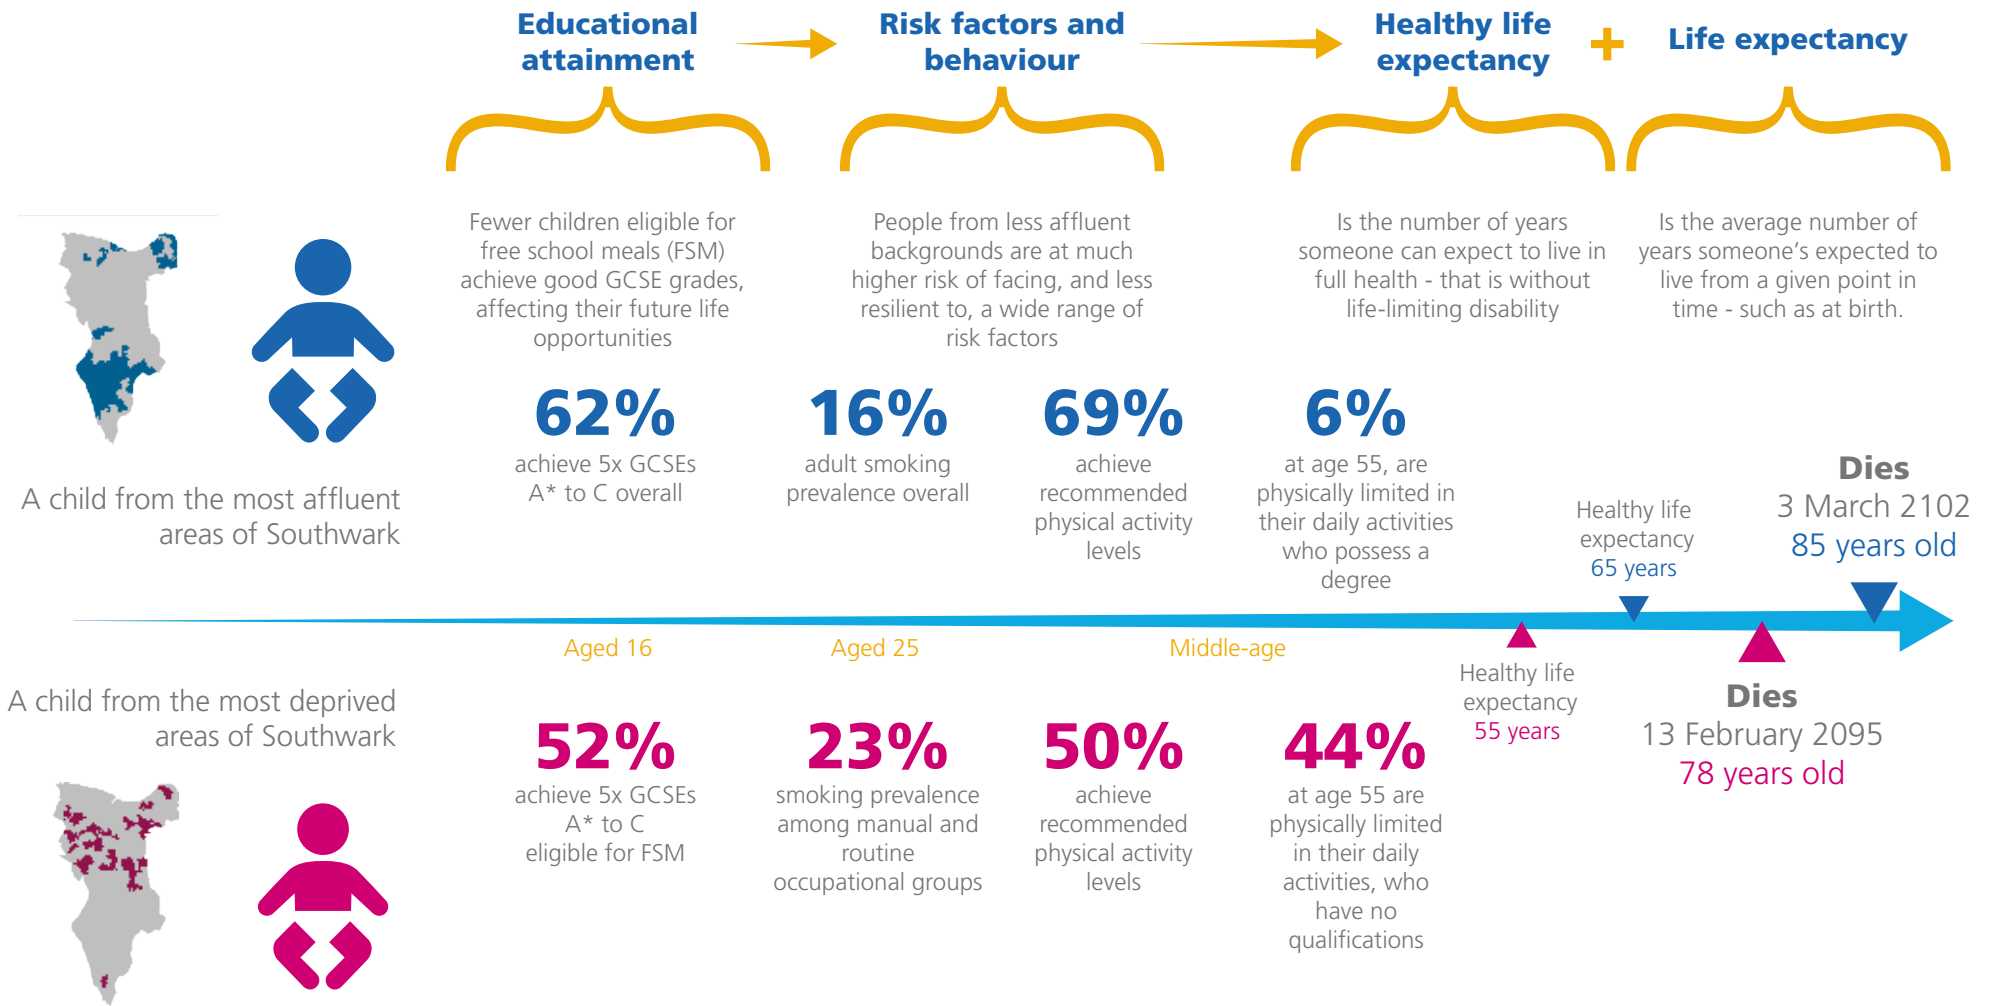 Educational
attainment
Risk factors and
behaviour
Healthy life
expectancy
+
Life expectancy
Fewer children eligible for
free school meals (FSM)
achieve good GCSE grades,
affecting their future life
opportunities
People from less affluent
backgrounds are at much
higher risk of facing, and less
resilient to, a wide range of
risk factors
Is the number of years
someone can expect to live in
full health - that is without
life-limiting disability
Is the average number of
years someone's expected to
live from a given point in
time - such as at birth.
A child from the most affluent
areas of Southwark
62%
achieve 5x GCSEs
A* to C overall
16%
adult smoking
prevalence overall
69%
achieve
recommended
physical activity
levels
6%
at age 55, are
physically limited in
their daily activities
who possess a
degree
Healthy life
expectancy
65 years
Dies
3 March 2102
85 years old
Aged 16
Aged 25
Middle-age
A child from the most deprived
areas of Southwark
52%
achieve 5x GCSEs
A* to C
eligible for FSM
23%
smoking prevalence
among manual and
routine
occupational groups
50%
achieve
recommended
physical activity
levels
44%
at age 55 are
physically limited
in their daily
activities, who
have no
qualifications
Healthy life
expectancy
55 years
Dies
13 February 2095
78 years old